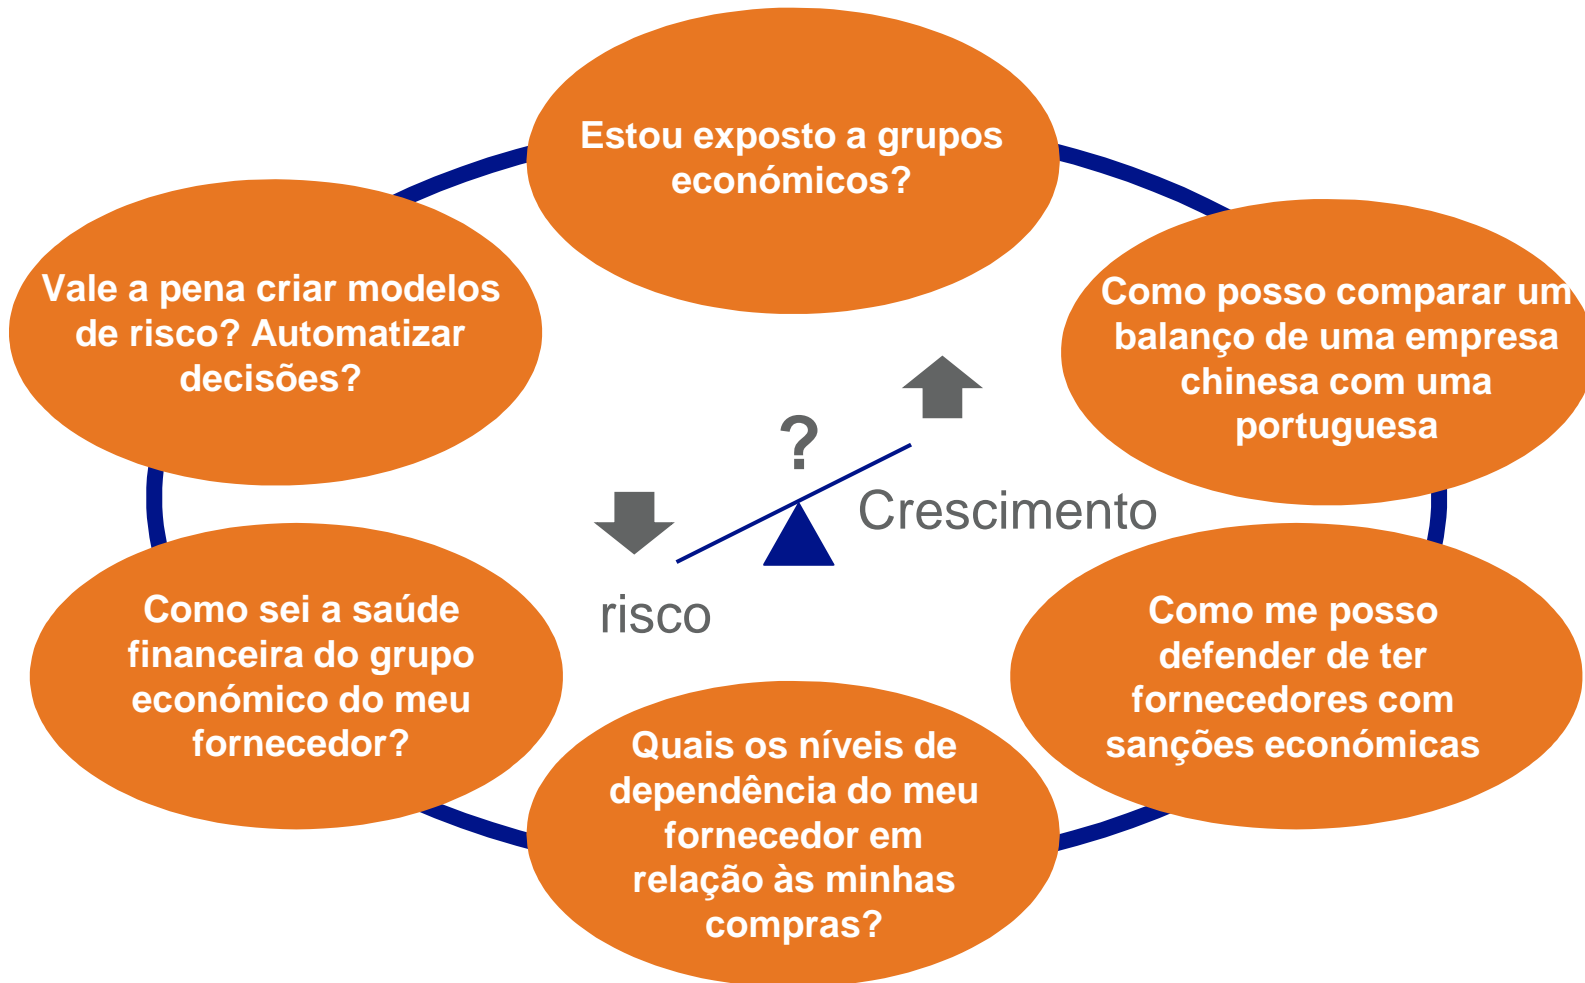 Estou exposto a grupos
económicos?
Vale a pena criar modelos
de risco? Automatizar
decisões?
Como posso comparar um
balanço de uma empresa
chinesa com uma
portuguesa
?
Crescimento
risco
Como sei a saúde
financeira do grupo
económico do meu
fornecedor?
Como me posso
defender de ter
fornecedores com
sanções económicas
Quais os níveis de
dependência do meu
fornecedor em
relação às minhas
compras?